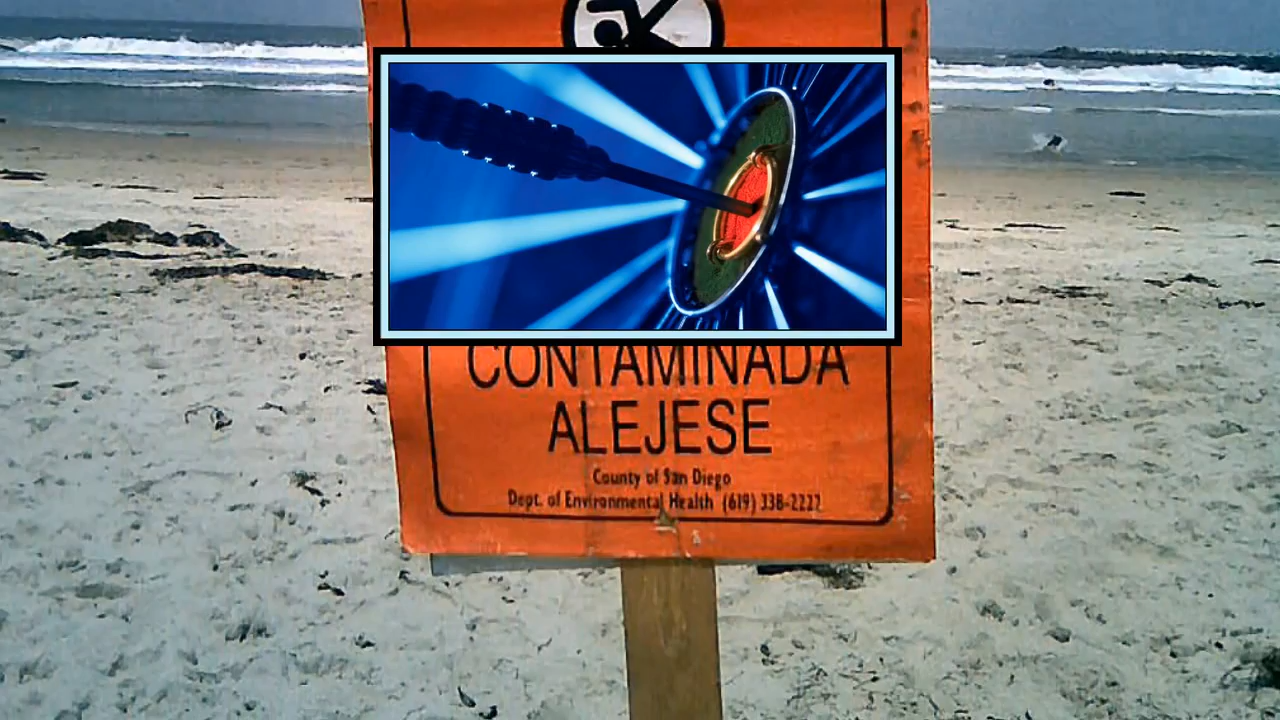 CONTAMINADA
ALEJESE
County of San Diego
Dept. of Environmental Health (619) 338-2222